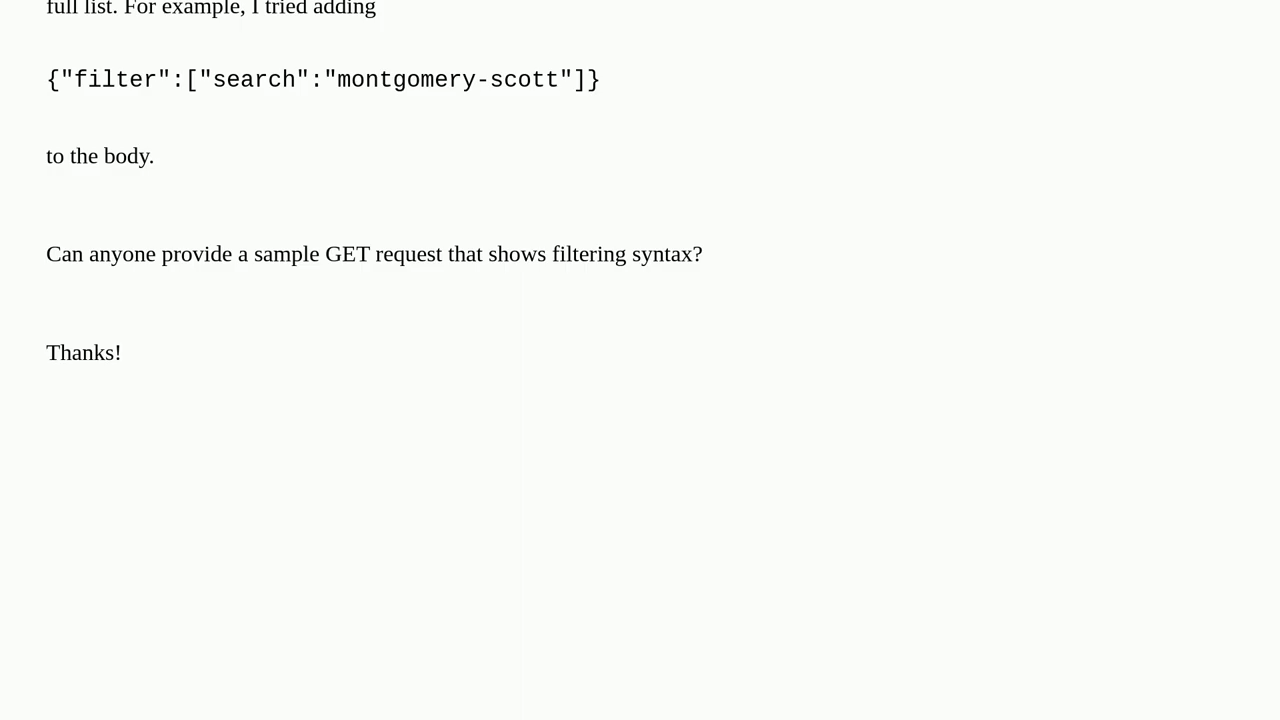 full list. For example, I tried adding
{"filter":["search":"montgomery-scott"]}
to the body.
Can anyone provide a sample GET request that shows filtering syntax?
Thanks!